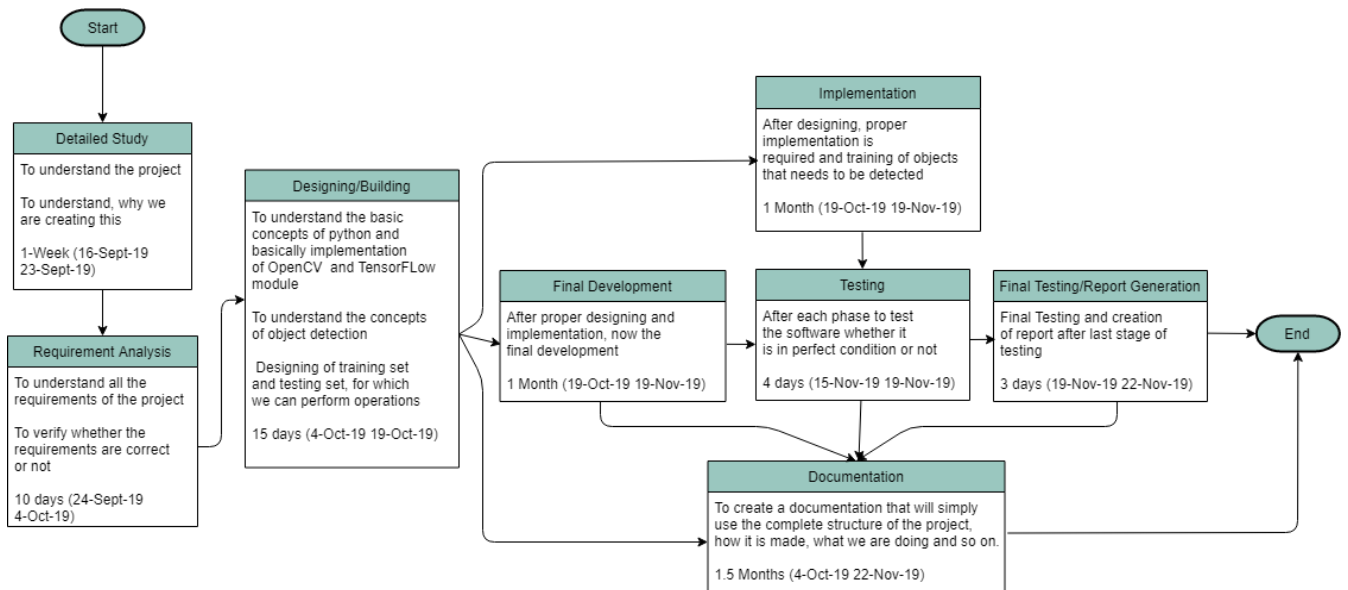 Start
Detailed Study
To understand the project
To understand, why we
are creating this
1-Week (16-Sept-19
23-Sept-19)
Requirement Analysis
To understand all the
requirements of the project
To verify whether the
requirements are correct
or not
10 days (24-Sept-19
4-Oct-19)
Designing/Building
To understand the basic
concepts of python and
basically implementation
of OpenCV and TensorFLow
module
To understand the concepts
of object detection
Designing of training set
and testing set, for which
we can perform operations
15 days (4-Oct-19 19-Oct-19)
Implementation
After designing, proper
implementation is
required and training of objects
that needs to be detected
1 Month (19-Oct-19 19-Nov-19)
Final Development
After proper designing and
implementation, now the
final development
1 Month (19-Oct-19 19-Nov-19)
Testing
After each phase to test
the software whether it
is in perfect condition or not
4 days (15-Nov-19 19-Nov-19)
Final Testing/Report Generation
Final Testing and creation
of report after last stage of
testing
3 days (19-Nov-19 22-Nov-19)
End
Documentation
To create a documentation that will simply
use the complete structure of the project,
how it is made, what we are doing and so on.
1.5 Months (4-Oct-19 22-Nov-19)